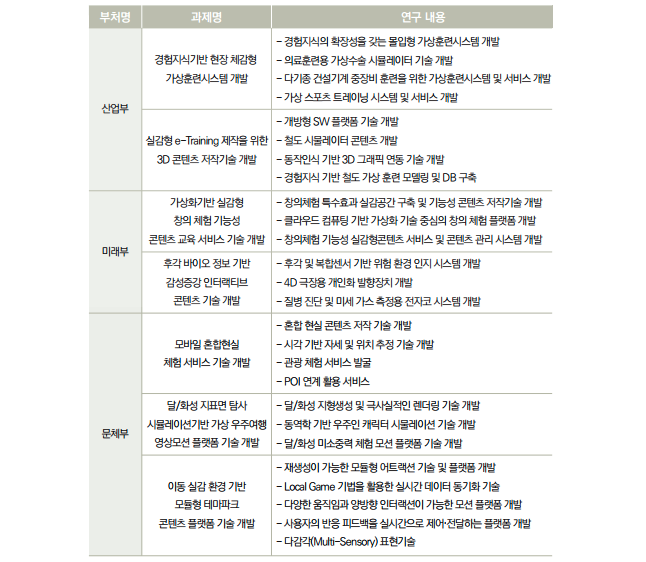 부처명 과제명 연구 내용
산업부
경험지식기반 현장 체감형
가상훈련시스템 개발
- 경험지식의 확장성을 갖는 몰입형 가상훈련시스템 개발
- 의료훈련용 가상수술 시뮬레이터 기술 개발
- 다기종 건설기계 중장비 훈련을 위한 가상훈련시스템 및 서비스 개발
- 가상 스포츠 트레이닝 시스템 및 서비스 개발
실감형 e-Training 제작을 위한
3D 콘텐츠 저작기술 개발
- 개방형 SW 플랫폼 기술 개발
- 철도 시물레이터 콘텐츠 개발
- 동작인식 기반 3D 그래픽 연동 기술 개발
- 경험지식 기반 철도 가상 훈련 모델링 및 DB 구축
미래부
가상화기반 실감형
창의 체험 기능성
콘텐츠 교육 서비스 기술 개발
- 창의체험 특수효과 실감공간 구축 및 기능성 콘텐츠 저작기술 개발
- 클라우드 컴퓨팅 기반 가상화 기술 중심의 창의 체험 플랫폼 개발
- 창의체험 기능성 실감형콘텐츠 서비스 및 콘텐츠 관리 시스템 개발
후각 바이오 정보 기반
감성증강 인터랙티브
콘텐츠 기술 개발
- 후각 및 복합센서 기반 위험 환경 인지 시스템 개발
- 4D 극장용 개인화 발향장치 개발
- 질병 진단 및 미세 가스 측정용 전자코 시스템 개발
문체부
모바일 혼합현실
체험 서비스 기술 개발
- 혼합 현실 콘텐츠 저작 기술 개발
- 시각 기반 자세 및 위치 추정 기술 개발
- 관광 체험 서비스 발굴
- POI 연계 활용 서비스
달/화성 지표면 탐사
시뮬레이션기반 가상 우주여행
영상모션 플랫폼 기술 개발
- 달/화성 지형생성 및 극사실적인 렌더링 기술 개발
- 동역학 기반 우주인 캐릭터 시물레이션 기술 개발
- 달/화성 미소중력 체험 모션 플랫폼 기술 개발
이동 실감 환경 기반
모듈형 테마파크
콘텐츠 플랫폼 기술 개발
- 재생성이 가능한 모듈형 어트랙션 기술 및 플랫폼 개발
- Local Game 기법을 활용한 실시간 데이터 동기화 기술
- 다양한 움직임과 양방향 인터랙션이 가능한 모션 플랫폼 개발
- 사용자의 반응 피드백을 실시간으로 제어·전달하는 플랫폼 개발
- 다감각(Multi-Sensory) 표현기술